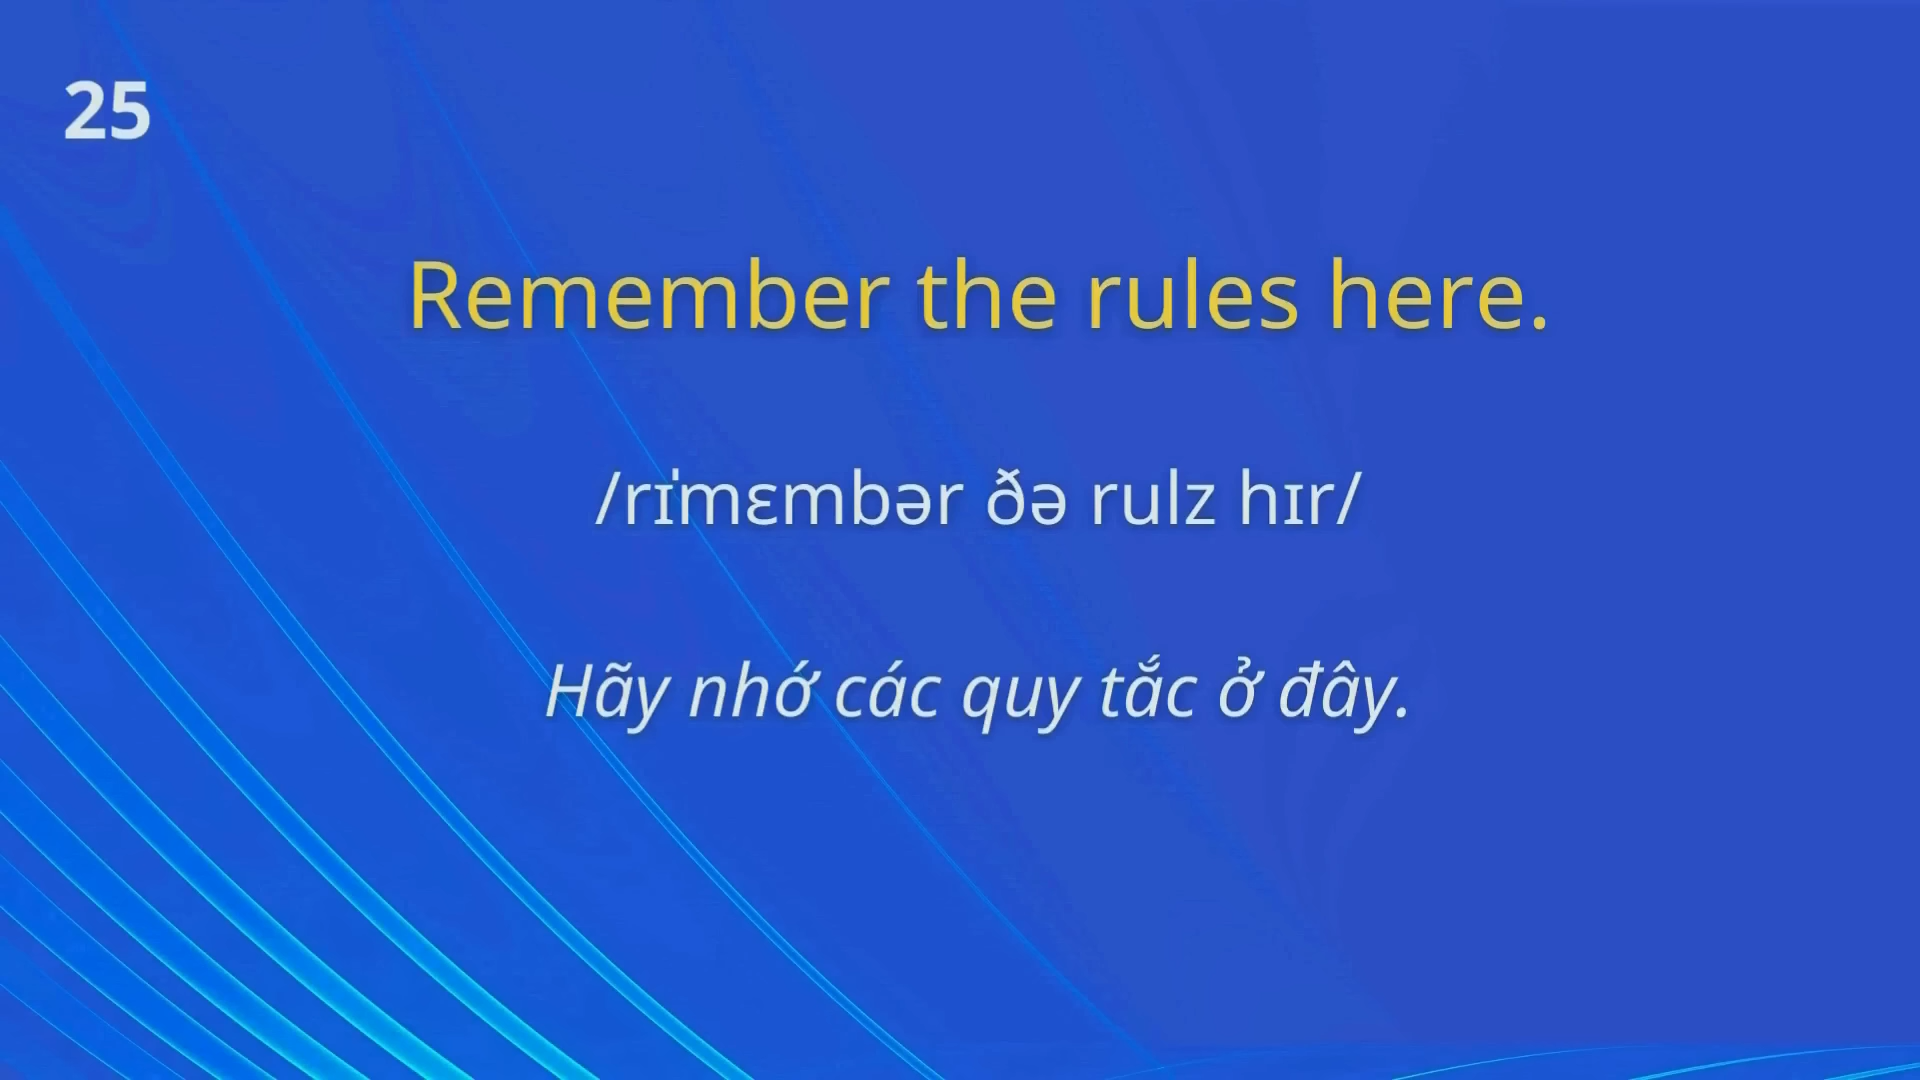 25
Remember the rules here.
/rɪˈmɛmbər ðə rulz hɪr/
Hãy nhớ các quy tắc ở đây.